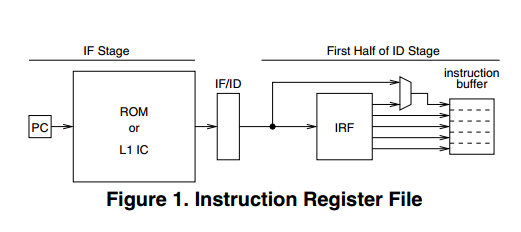 IF Stage
First Half of ID Stage
instruction
buffer
IF/ID
PC
ROM
or
L1 IC
IRF
Figure 1. Instruction Register File